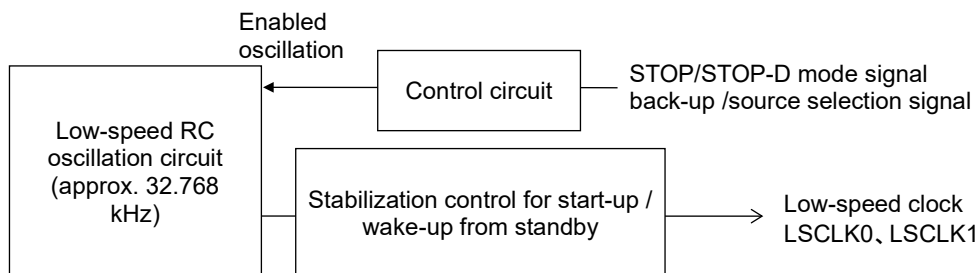 Enabled
oscillation
Control circuit
STOP/STOP-D mode signal
back-up /source selection signal
Low-speed RC
oscillation circuit
(approx. 32.768
kHz)
Stabilization control for start-up /
wake-up from standby
Low-speed clock
LSCLK0、LSCLK1